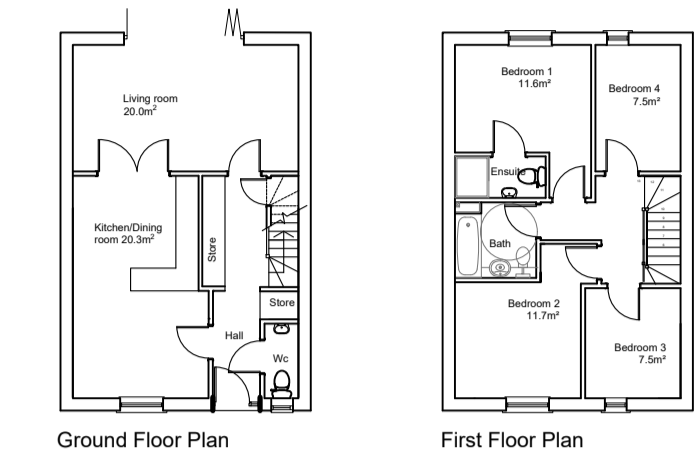 Living room
20.0m²
Kitchen/Dining
room 20.3m²
Store
Store
Hall
Wc
Ground Floor Plan
Bedroom 1
11.6m²
Bedroom 4
7.5m²
Ensuite
Bath
Bedroom 2
11.7m²
Bedroom 3
7.5m²
First Floor Plan